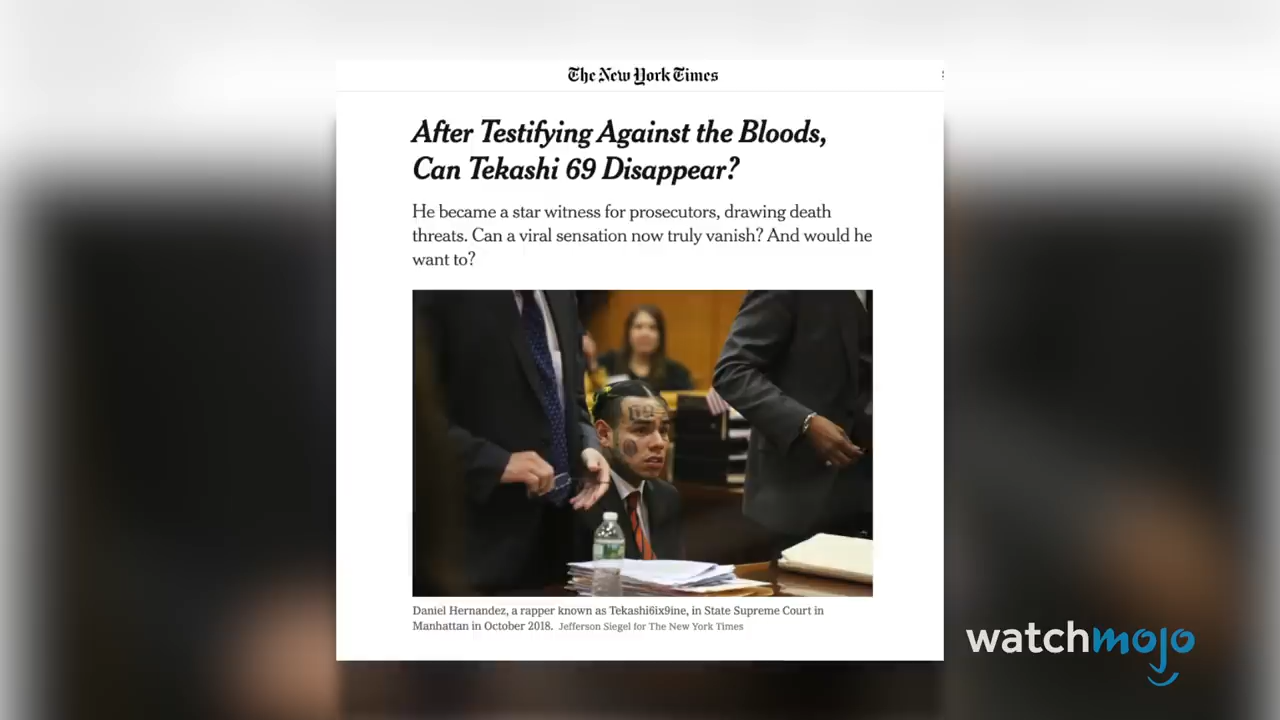 The New York Times
After Testifying Against the Bloods,
Can Tekashi 69 Disappear?
He became a star witness for prosecutors, drawing death
threats. Can a viral sensation now truly vanish? And would he
want to?
69
Daniel Hernandez, a rapper known as Tekashi6ix9ine, in State Supreme Court in
Manhattan in October 2018. Jefferson Siegel for The New York Times
watchmojo